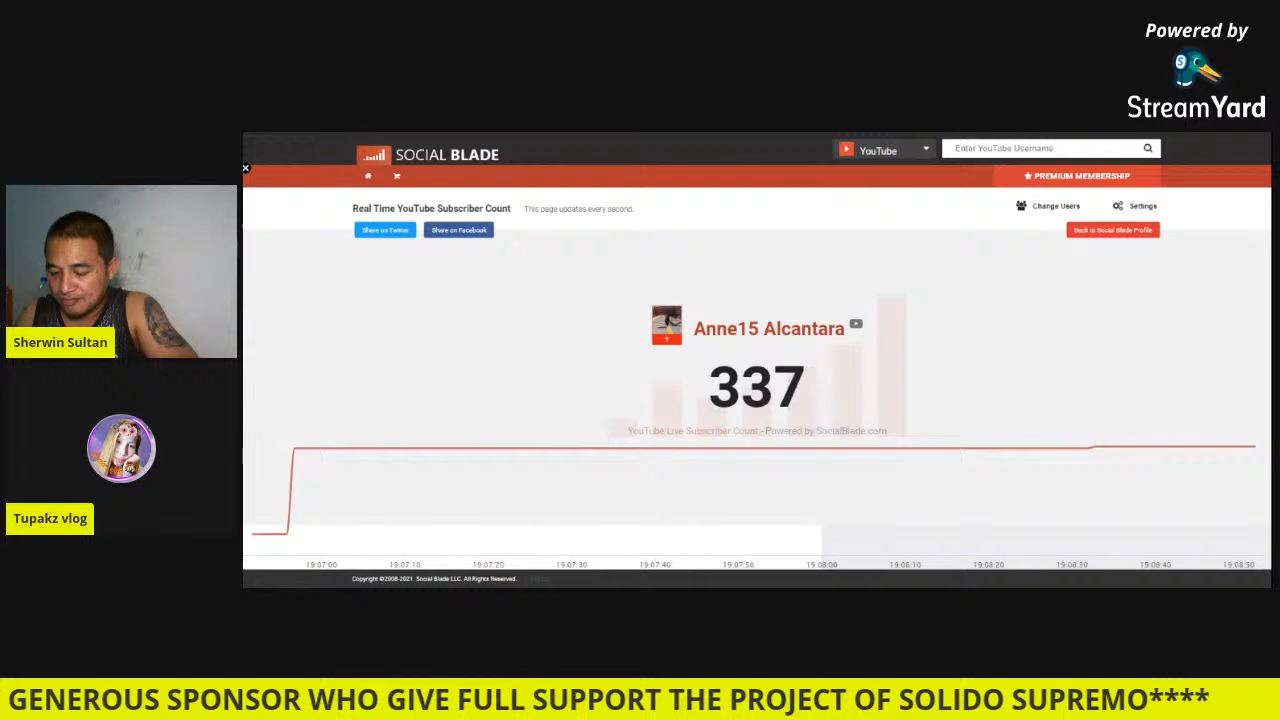 Powered by
StreamYard
SOCIAL BLADE
YouTube
Enter YouTube Username
PREMIUM MEMBERSHIP
Real Time YouTube Subscriber Count
This page updates every second.
Change Users
Settings
Share on Twitter
Share on Facebook
Back to Social Blade Profile
Anne15 Alcantara
337
YouTube Live Subscriber Count - Powered by SocialBlade.com
Sherwin Sultan
Tupakz vlog
19:07:00 19:07:10 19:07:20 19:07:30 19:07:40 19:07:50 19:08:00 19:08:10 19:08:20 19:08:30 19:08:40 19:08:50
Copyright ©2008-2021 Social Blade LLC. All Rights Reserved.
GENEROUS SPONSOR WHO GIVE FULL SUPPORT THE PROJECT OF SOLIDO SUPREMO****